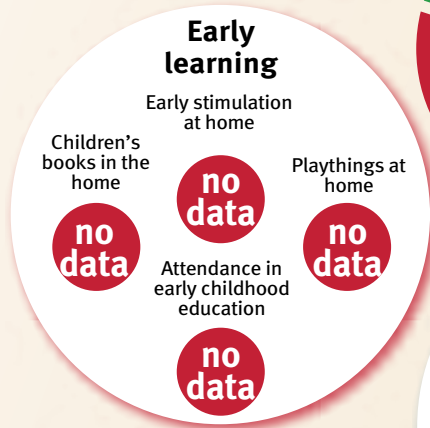 Early
learning
Early stimulation
at home
no
data
Children’s
books in the
home
no
data
Playthings at
home
no
data
Attendance in
early childhood
education
no
data